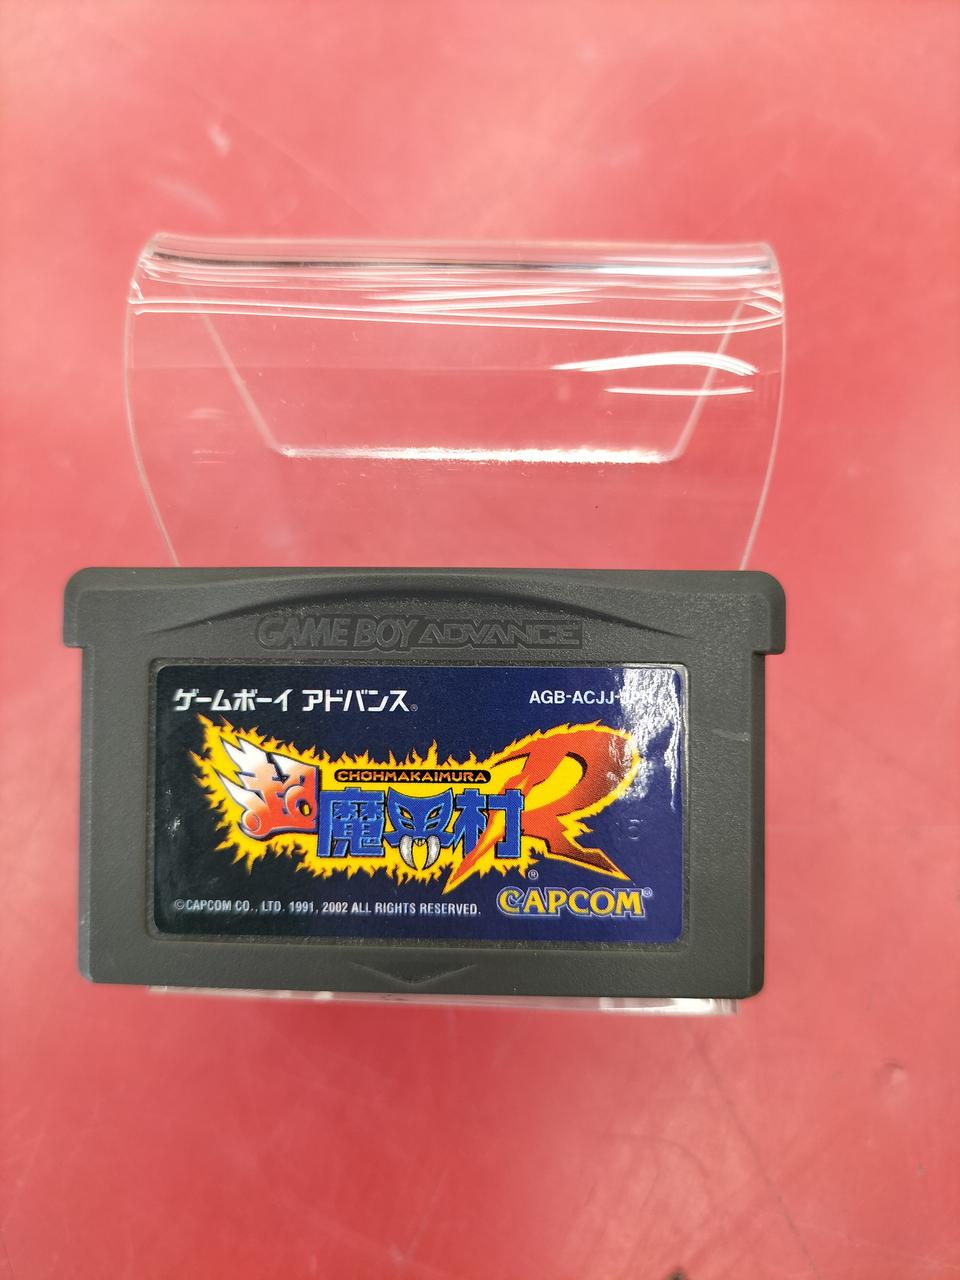 GAME BOY ADVANCE
ゲームボーイ アドバンス®
AGB-ACJJ-
CHOHMAKAIMURA
超魔界村R
®
CAPCOM®
©CAPCOM CO., LTD. 1991, 2002 ALL RIGHTS RESERVED.